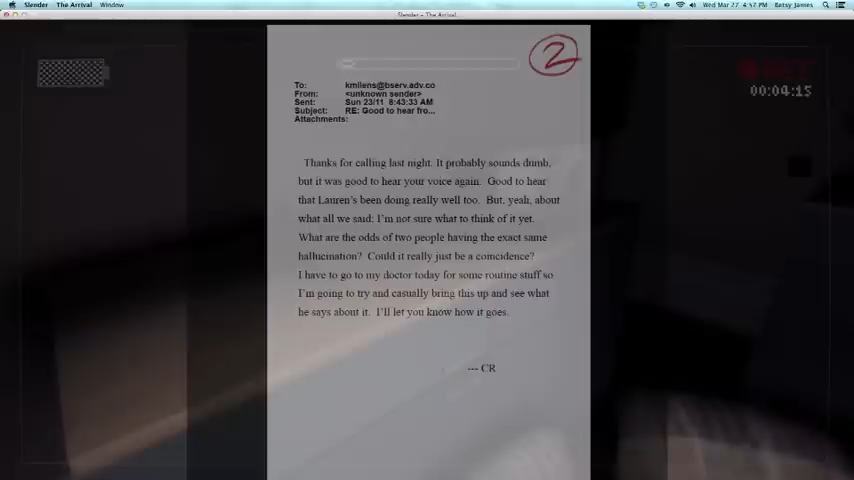 Slender The Arrival Window
Wed Mar 27 4:57 PM Betsy James
Slender - The Arrival
2
00:04:15
To: kmilens@bserv.adv.co
From: <unknown sender>
Sent: Sun 23/11 8:43:33 AM
Subject: RE: Good to hear fro...
Attachments:
Thanks for calling last night. It probably sounds dumb,
but it was good to hear your voice again. Good to hear
that Lauren's been doing really well too. But, yeah, about
what all we said; I'm not sure what to think of it yet.
What are the odds of two people having the exact same
hallucination? Could it really just be a comcidence?
I have to go to my doctor today for some routine stuff so
I'm going to try and casually bring this up and see what
he says about it. I'll let you know how it goes.
--- CR